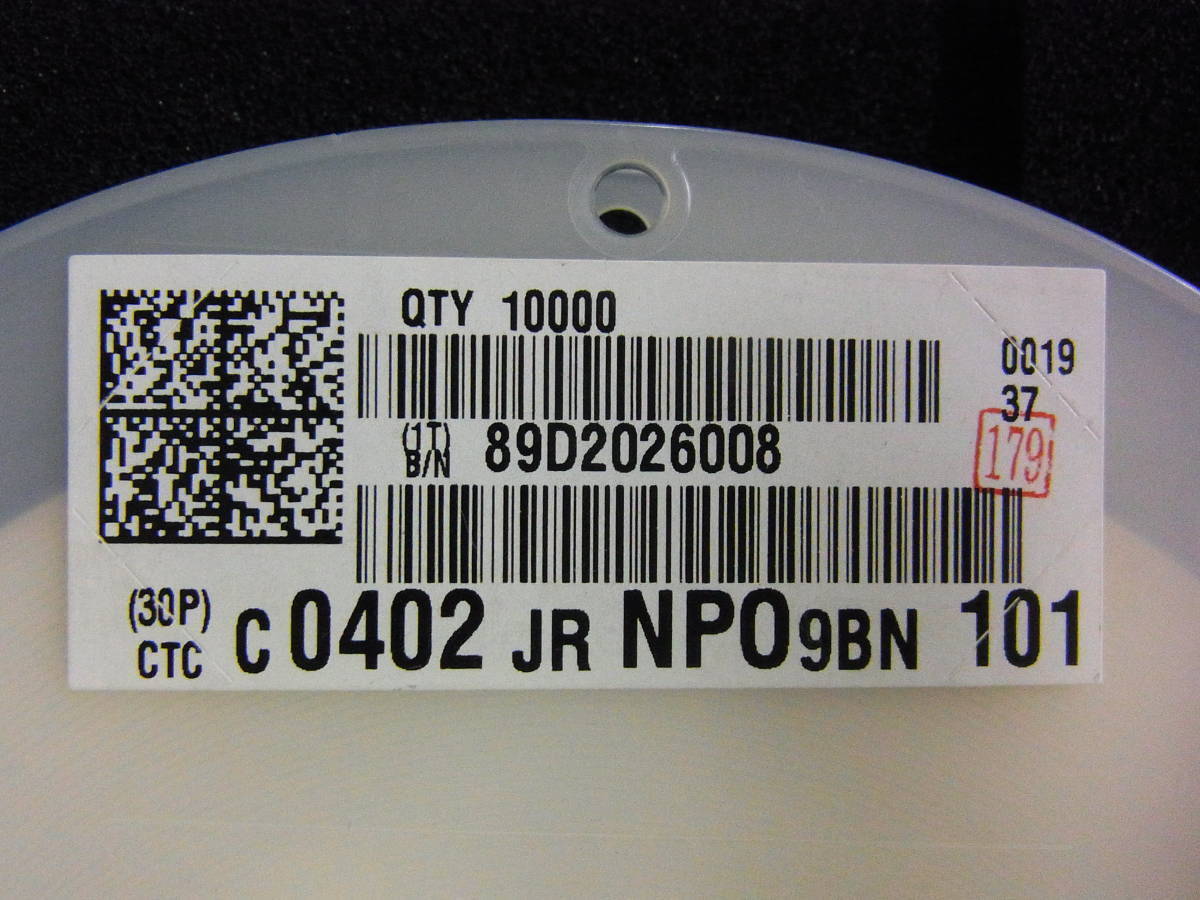 QTY 10000
0019
37
179
(1T)
B/N 89D2026008
(30P)
CTC C 0402 JR NPO 9BN 101